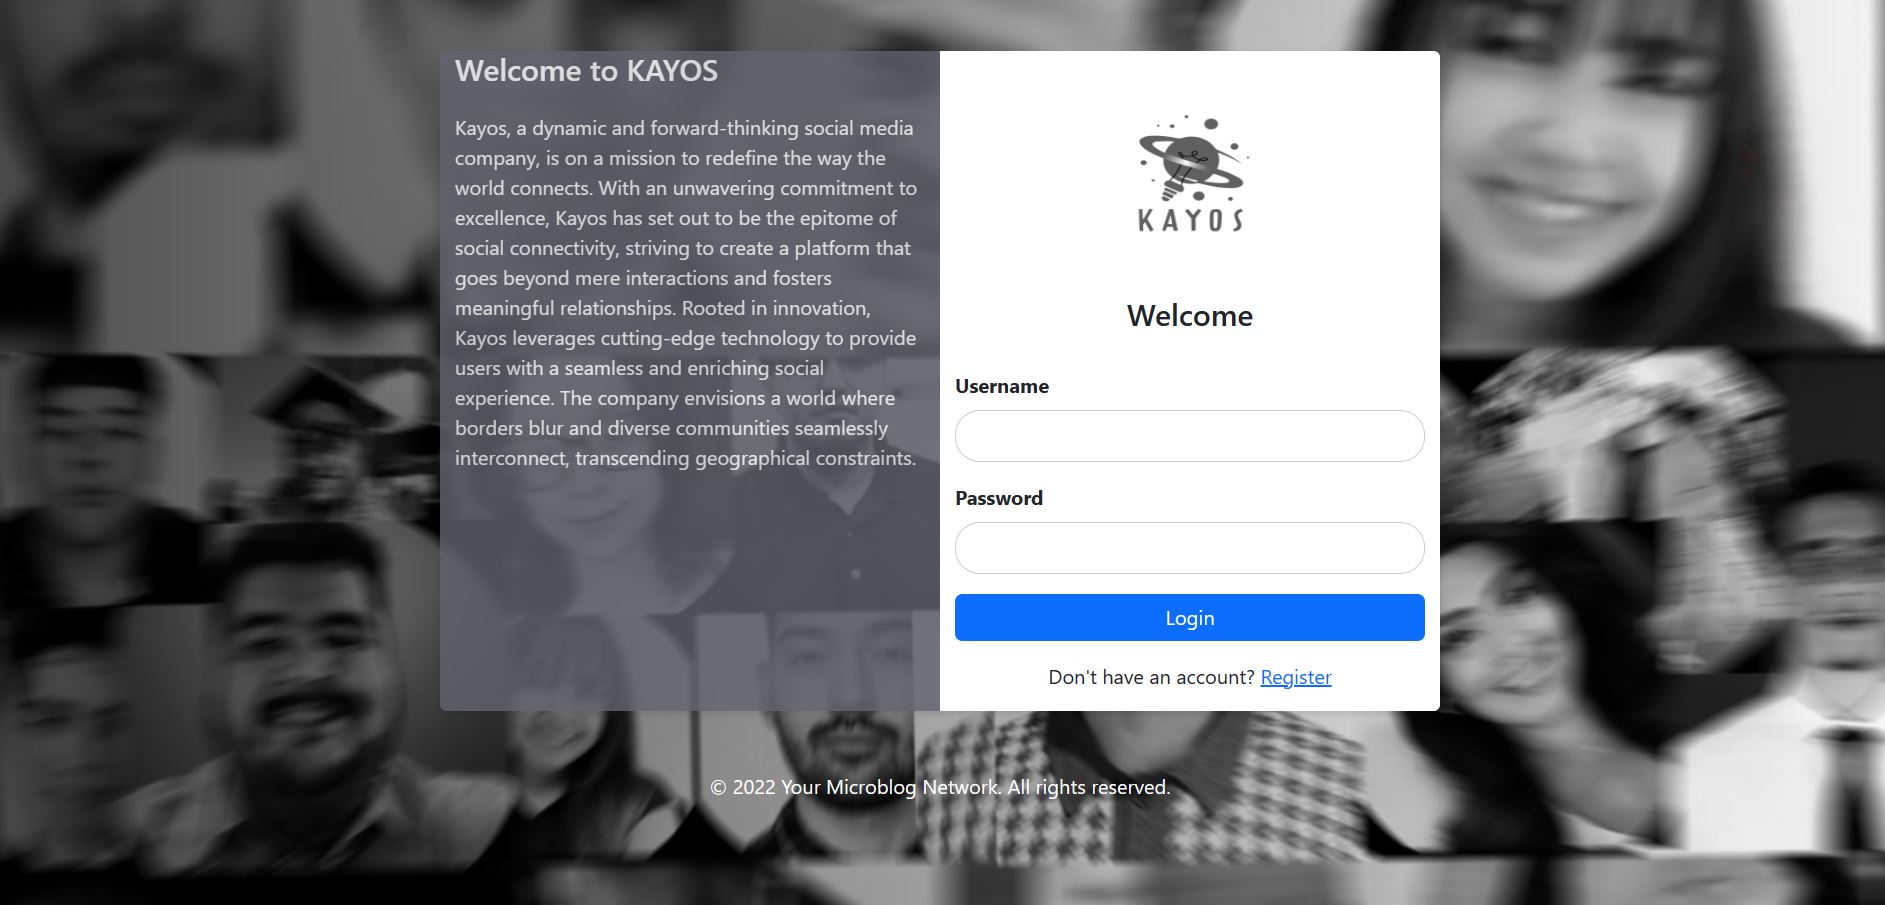 Welcome to KAYOS
Kayos, a dynamic and forward-thinking social media
company, is on a mission to redefine the way the
world connects. With an unwavering commitment to
excellence, Kayos has set out to be the epitome of
social connectivity, striving to create a platform that
goes beyond mere interactions and fosters
meaningful relationships. Rooted in innovation,
Kayos leverages cutting-edge technology to provide
users with a seamless and enriching social
experience. The company envisions a world where
borders blur and diverse communities seamlessly
interconnect, transcending geographical constraints.
KAYOS
Welcome
Username
Password
Login
Don't have an account? Register
© 2022 Your Microblog Network. All rights reserved.